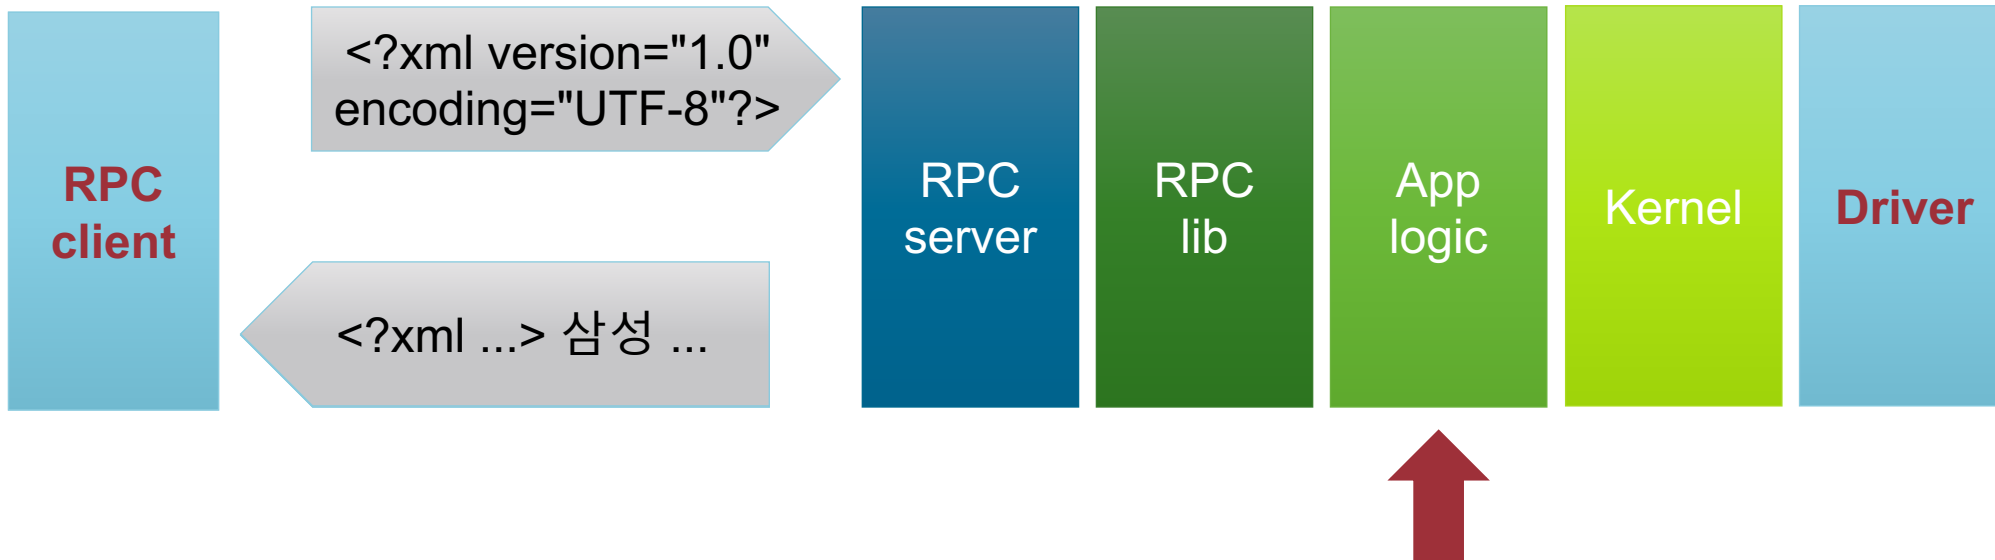 RPC
client
<?xml version="1.0"
encoding="UTF-8"?>
<?xml ...> 삼성 ...
RPC
server
RPC
lib
App
logic
Kernel
Driver